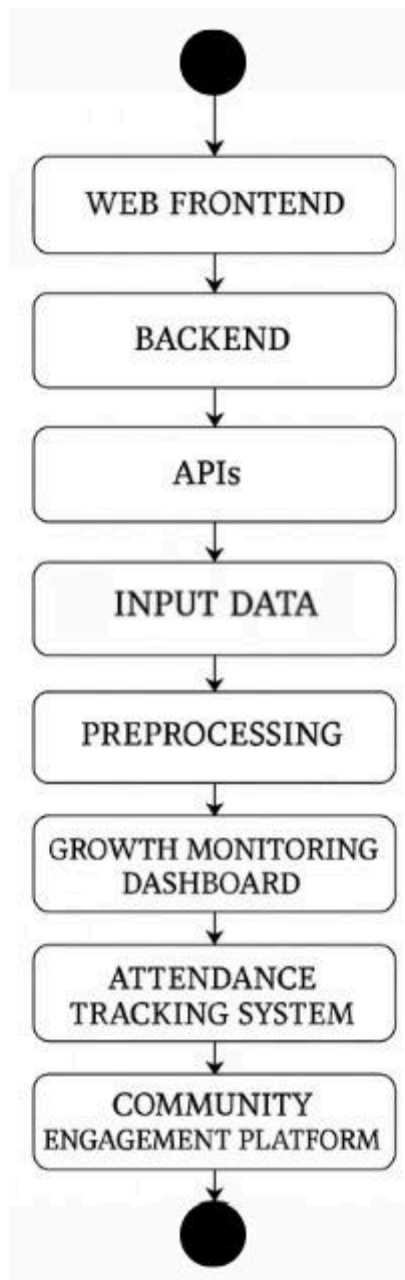 WEB FRONTEND
BACKEND
APIs
INPUT DATA
PREPROCESSING
GROWTH MONITORING
DASHBOARD
ATTENDANCE
TRACKING SYSTEM
COMMUNITY
ENGAGEMENT PLATFORM